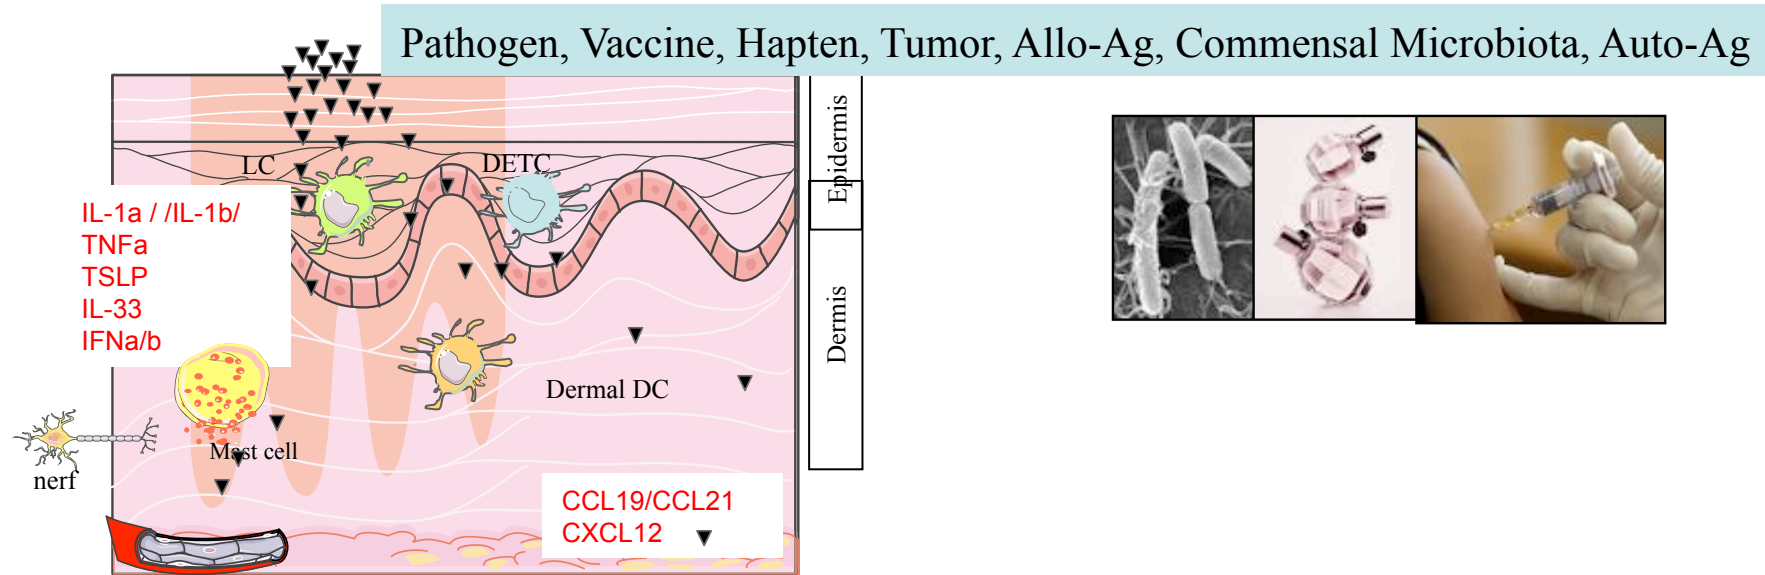 Pathogen, Vaccine, Hapten, Tumor, Allo-Ag, Commensal Microbiota, Auto-Ag
LC
DETC
Epidermis
IL-1a / /IL-1b/
TNFa
TSLP
IL-33
IFNa/b
Dermis
Dermal DC
Mast cell
nerf
CCL19/CCL21
CXCL12